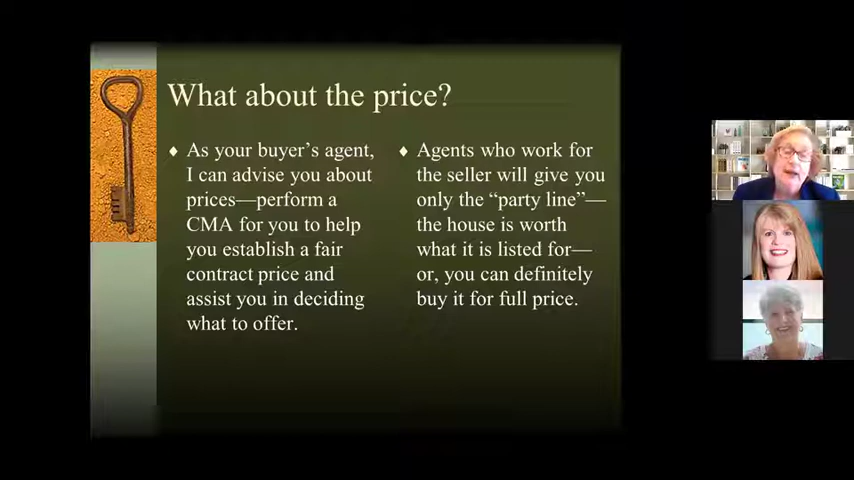 What about the price?
♦ As your buyer's agent,
I can advise you about
prices—perform a
CMA for you to help
you establish a fair
contract price and
assist you in deciding
what to offer.
♦ Agents who work for
the seller will give you
only the “party line”—
the house is worth
what it is listed for—
or, you can definitely
buy it for full price.